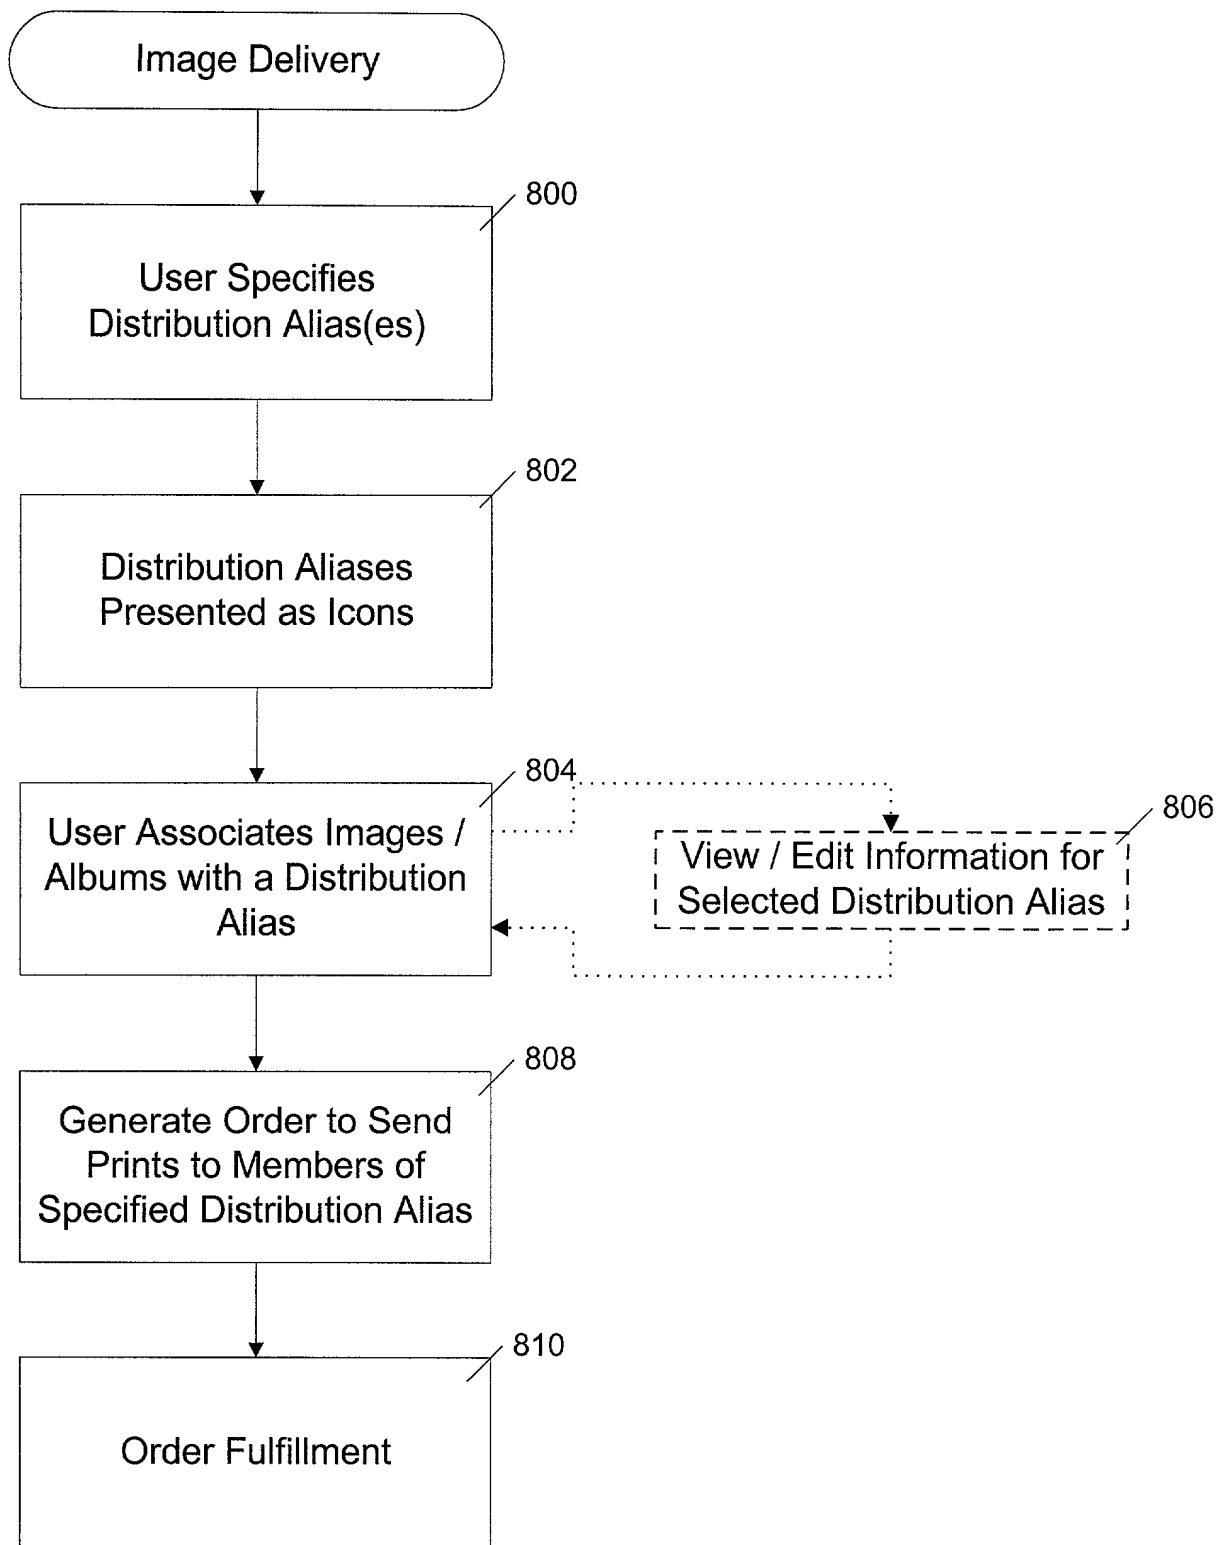 Image Delivery
800
User Specifies
Distribution Alias(es)
802
Distribution Aliases
Presented as Icons
804
User Associates Images /
Albums with a Distribution
Alias
806
View / Edit Information for
Selected Distribution Alias
808
Generate Order to Send
Prints to Members of
Specified Distribution Alias
810
Order Fulfillment